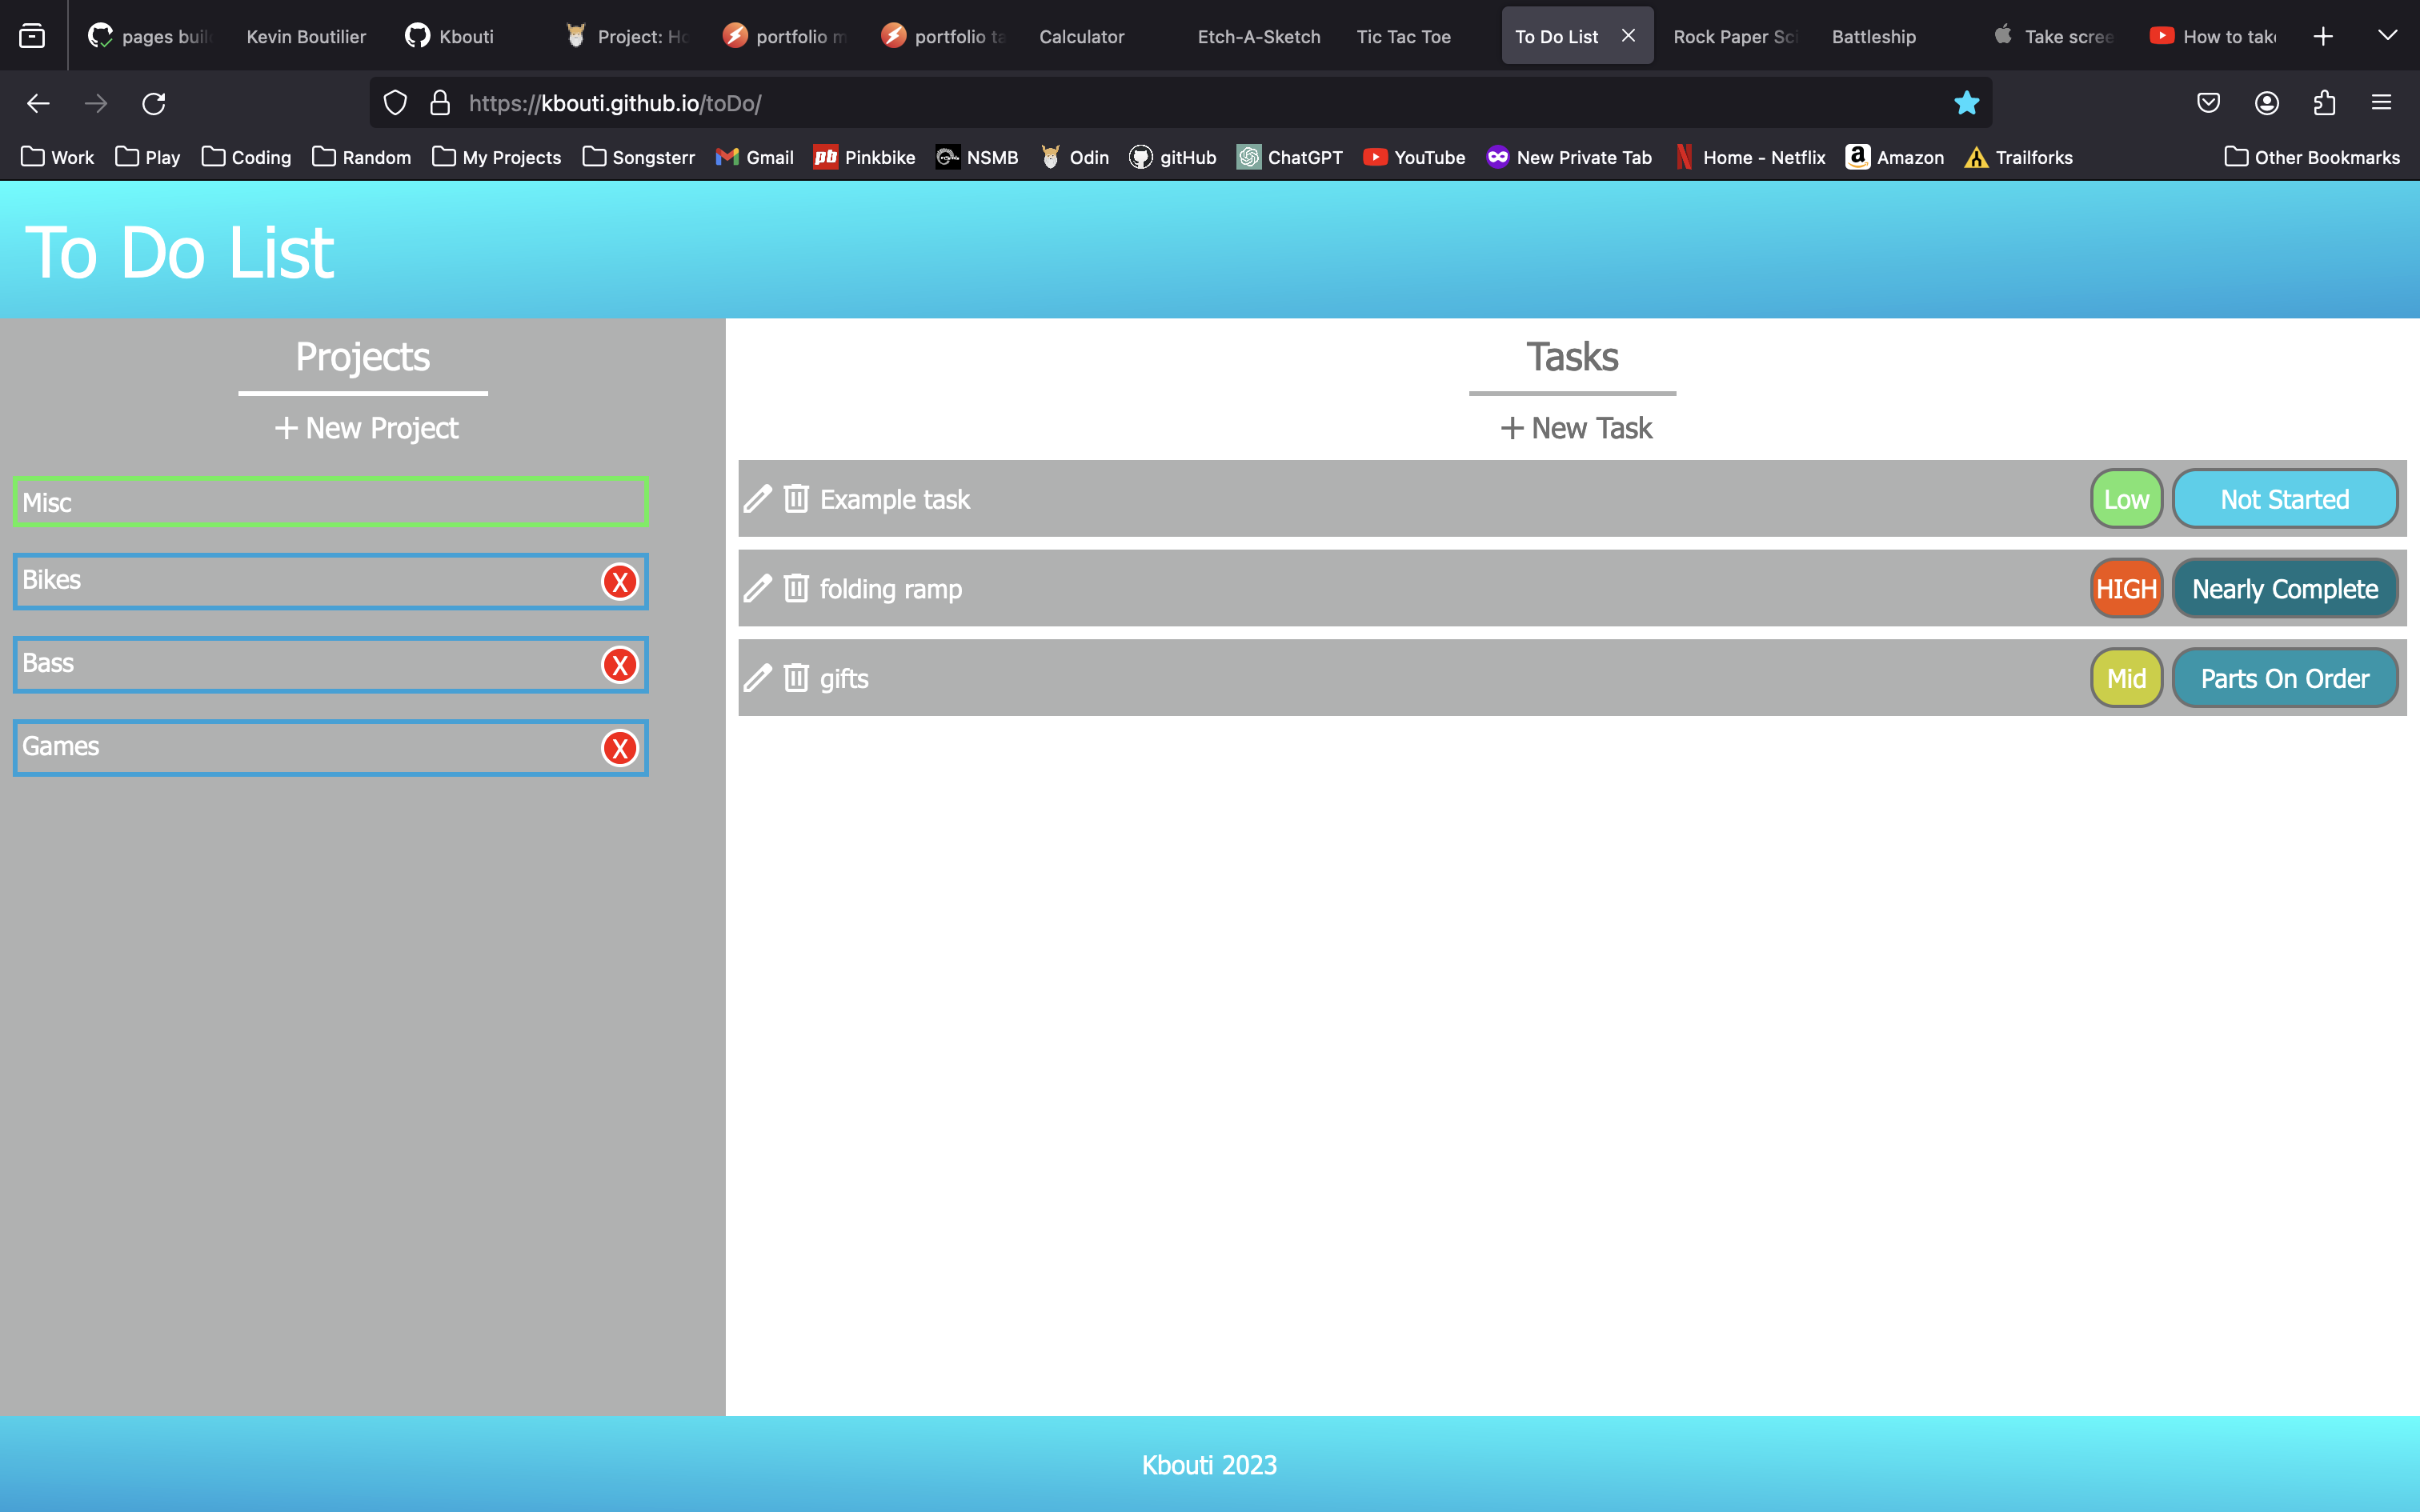 pages buil Kevin Boutilier Kbouti Project: Ho portfolio m portfolio ta Calculator Etch-A-Sketch Tic Tac Toe To Do List Rock Paper Sci Battleship Take scree How to take
https://kbouti.github.io/toDo/
Work Play Coding Random My Projects Songsterr Gmail pb Pinkbike NSMB Odin gitHub ChatGPT YouTube New Private Tab Home - Netflix Amazon Trailforks Other Bookmarks
To Do List
Projects
+ New Project
Misc
Bikes X
Bass X
Games X
Tasks
+ New Task
Example task Low Not Started
folding ramp HIGH Nearly Complete
gifts Mid Parts On Order
Kbouti 2023